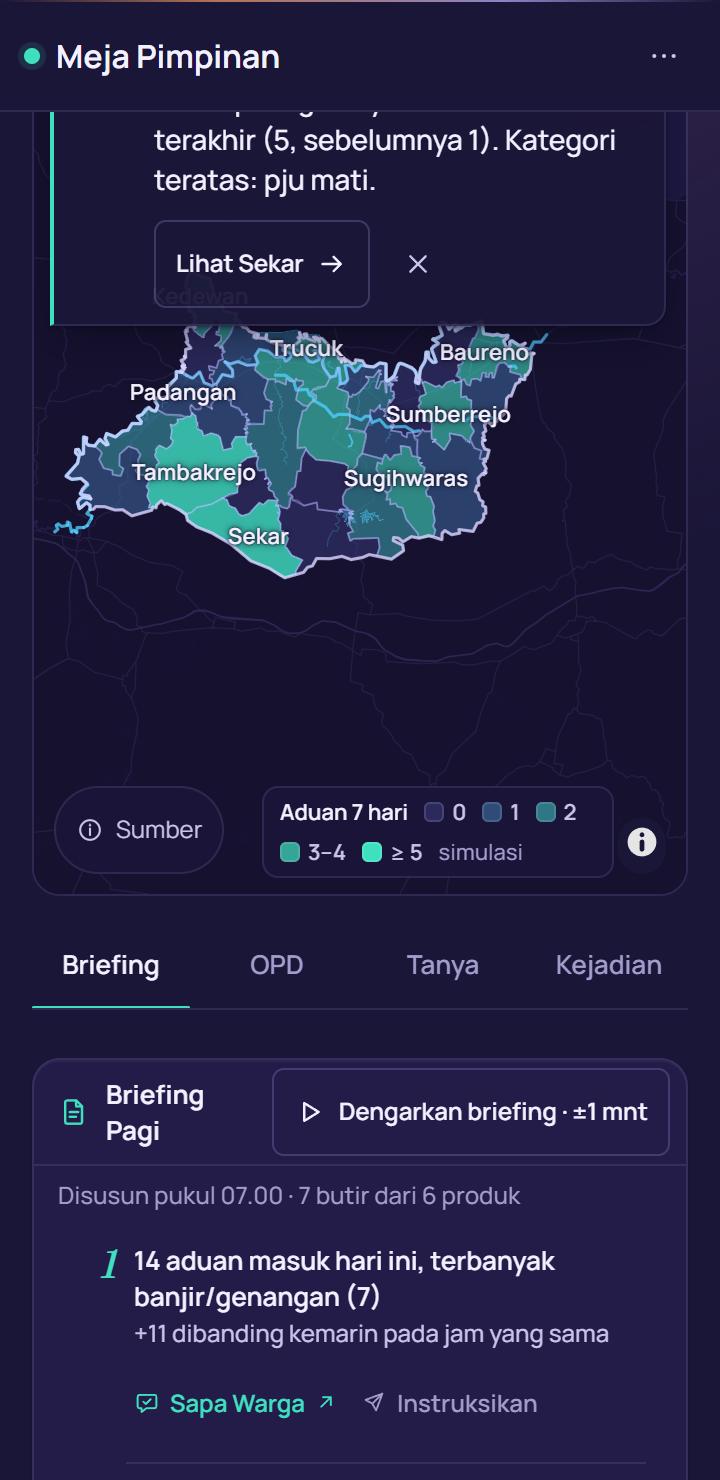 Meja Pimpinan
terakhir (5, sebelumnya 1). Kategori
teratas: pju mati.
Lihat Sekar →
Kedewan
Trucuk
Baureno
Padangan
Sumberrejo
Tambakrejo
Sugihwaras
Sekar
Sumber
Aduan 7 hari 0 1 2
3–4 ≥ 5 simulasi
Briefing OPD Tanya Kejadian
Briefing
Pagi
Dengarkan briefing · ±1 mnt
Disusun pukul 07.00 · 7 butir dari 6 produk
1 14 aduan masuk hari ini, terbanyak
banjir/genangan (7)
+11 dibanding kemarin pada jam yang sama
Sapa Warga ↗ Instruksikan